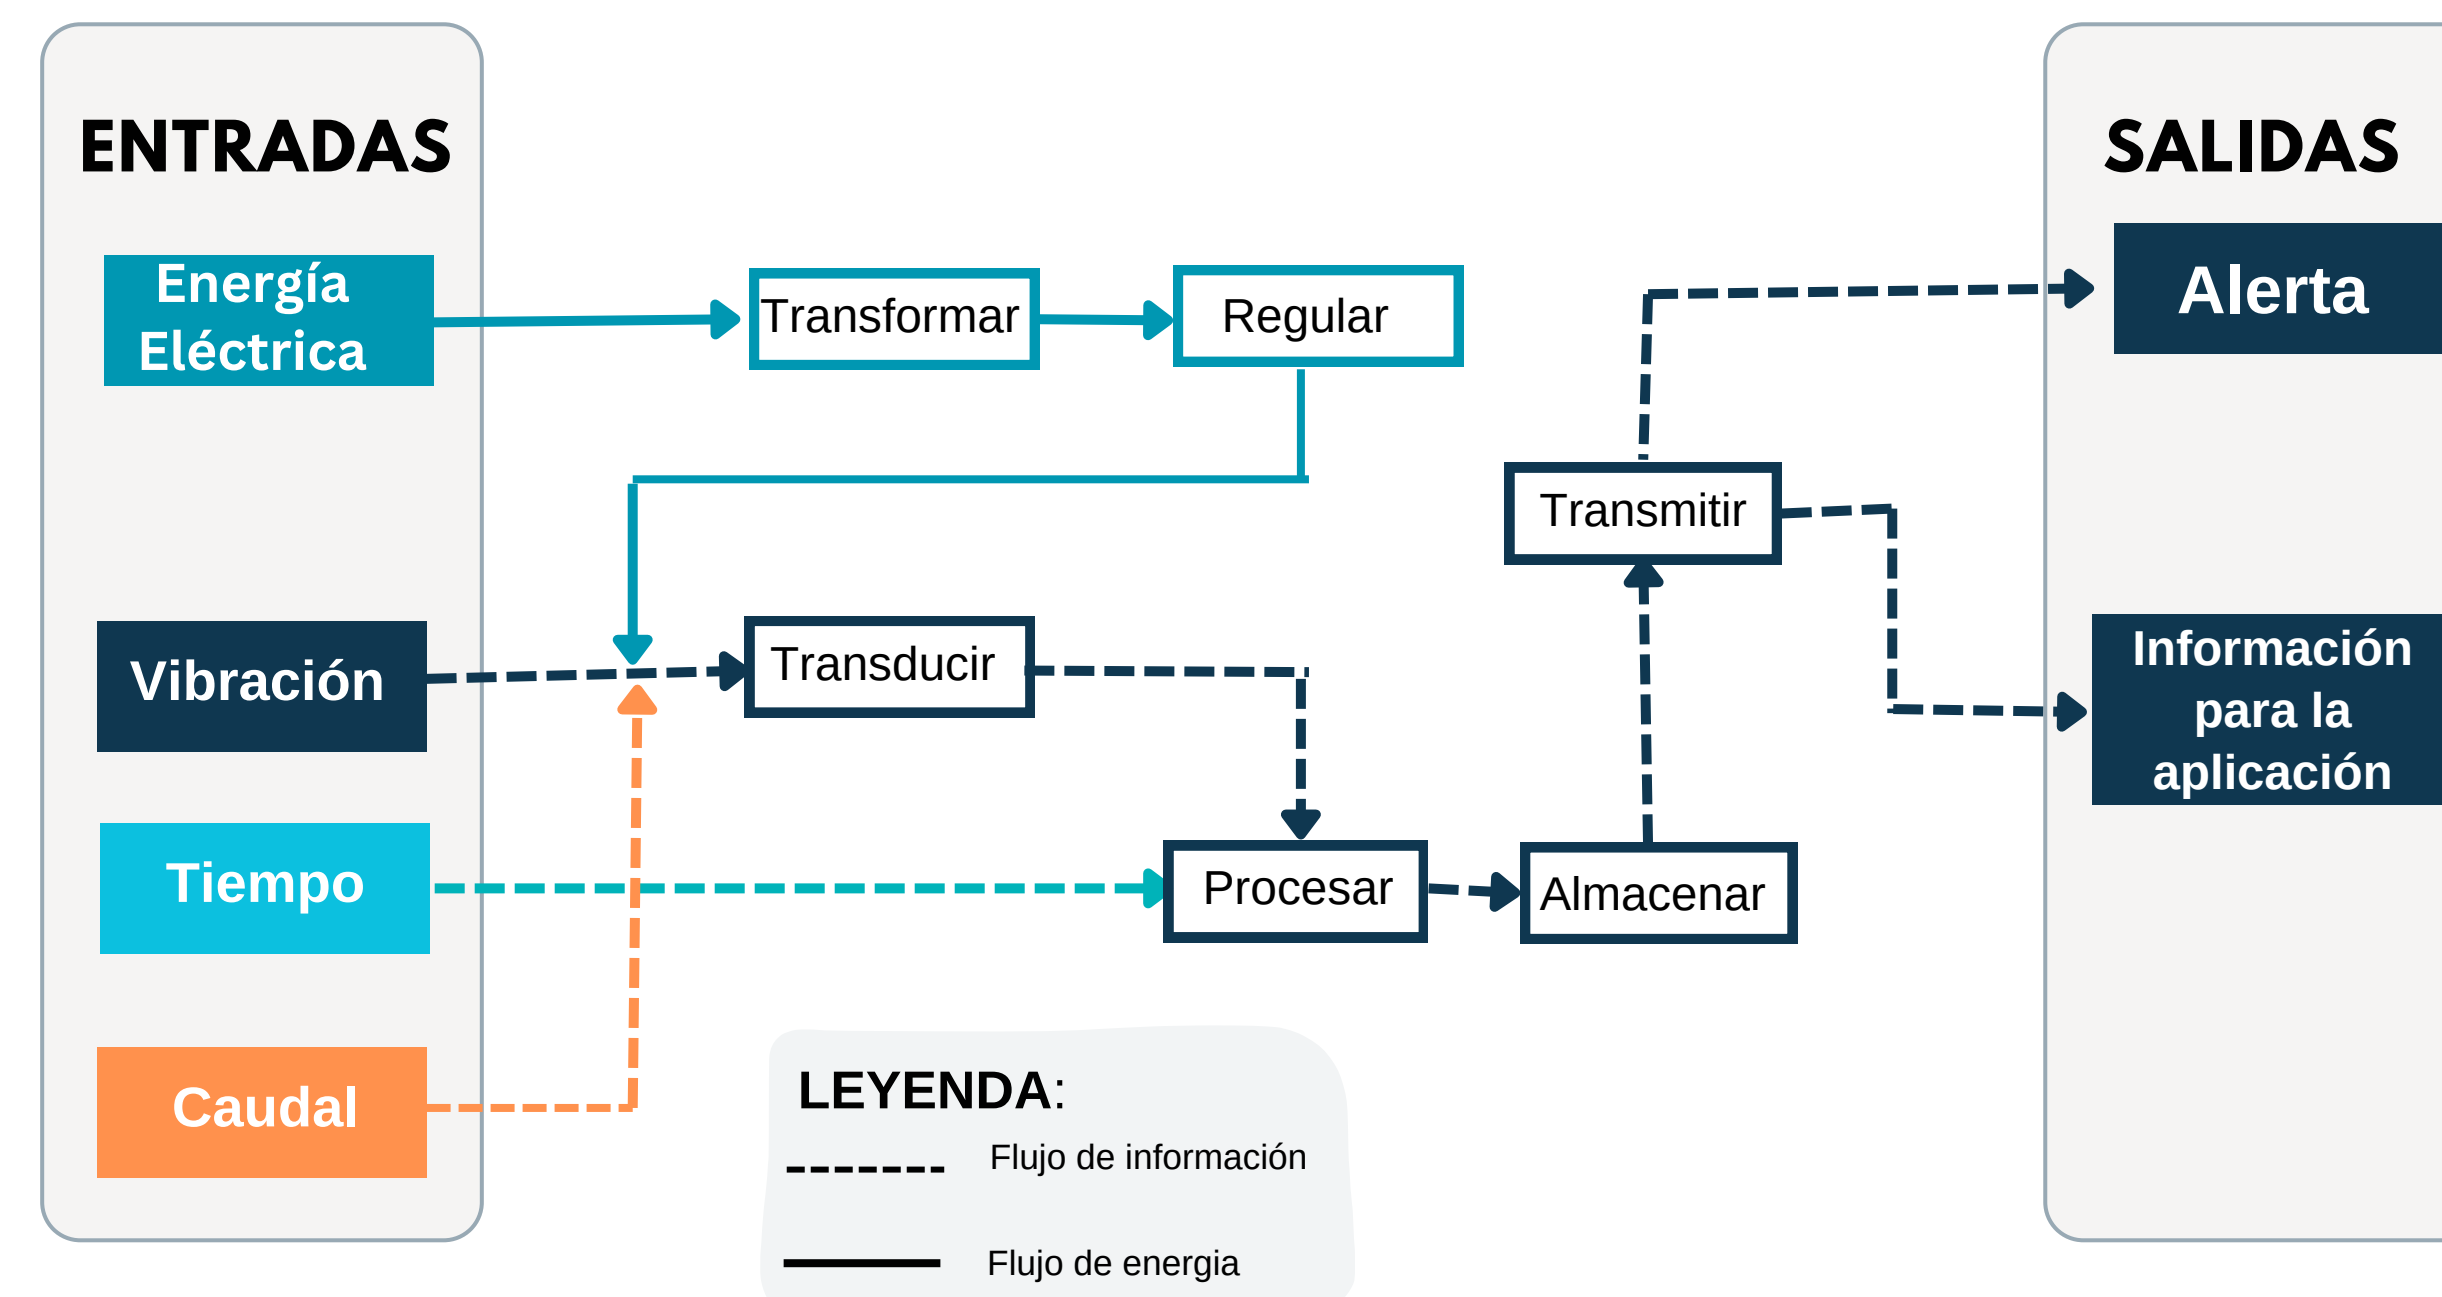 ENTRADAS
SALIDAS
Energía
Eléctrica
Transformar
Regular
Alerta
Transmitir
Vibración
Transducir
Información
para la
aplicación
Tiempo
Procesar
Almacenar
Caudal
LEYENDA:
Flujo de información
Flujo de energia